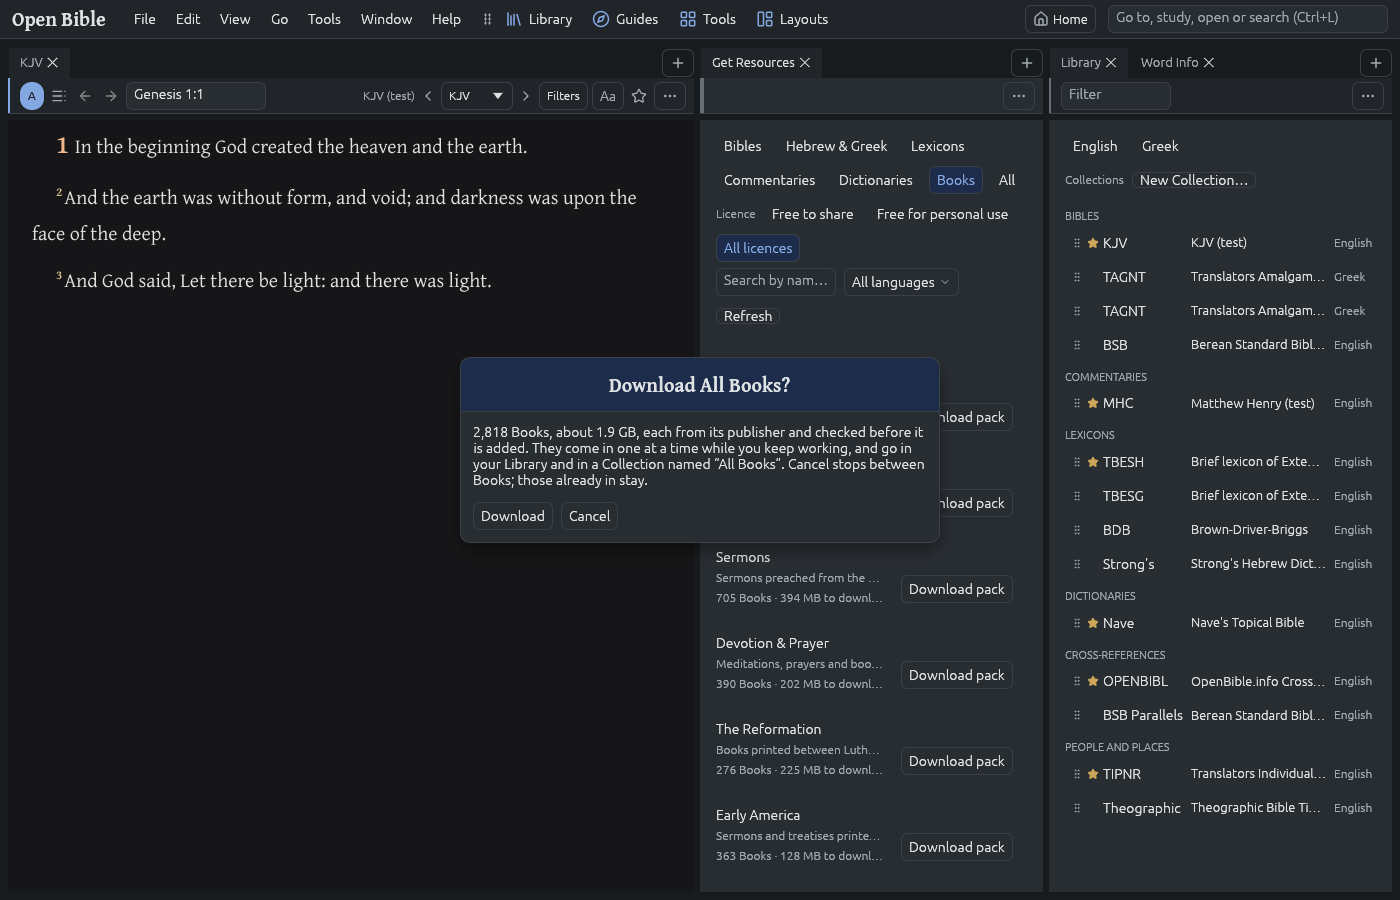 Open Bible File Edit View Go Tools Window Help Library Guides Tools Layouts Home Go to, study, open or search (Ctrl+L)
KJV
A Genesis 1:1 KJV (test) KJV Filters Aa
1 In the beginning God created the heaven and the earth.
2 And the earth was without form, and void; and darkness was upon the
face of the deep.
3 And God said, Let there be light: and there was light.
Get Resources
Bibles Hebrew & Greek Lexicons
Commentaries Dictionaries Books All
Licence Free to share Free for personal use
All licences
Search by nam… All languages
Refresh
Download All Books?
2,818 Books, about 1.9 GB, each from its publisher and checked before it
is added. They come in one at a time while you keep working, and go in
your Library and in a Collection named “All Books”. Cancel stops between
Books; those already in stay.
Download Cancel
nload pack
nload pack
Sermons
Sermons preached from the …
705 Books · 394 MB to downl…
Download pack
Devotion & Prayer
Meditations, prayers and boo…
390 Books · 202 MB to downl…
Download pack
The Reformation
Books printed between Luth…
276 Books · 225 MB to downl…
Download pack
Early America
Sermons and treatises printe…
363 Books · 128 MB to downl…
Download pack
Library Word Info
Filter
English Greek
Collections New Collection…
BIBLES
KJV KJV (test) English
TAGNT Translators Amalgam… Greek
TAGNT Translators Amalgam… Greek
BSB Berean Standard Bibl… English
COMMENTARIES
MHC Matthew Henry (test) English
LEXICONS
TBESH Brief lexicon of Exte… English
TBESG Brief lexicon of Exte… English
BDB Brown-Driver-Briggs English
Strong's Strong's Hebrew Dict… English
DICTIONARIES
Nave Nave's Topical Bible English
CROSS-REFERENCES
OPENBIBL OpenBible.info Cross… English
BSB Parallels Berean Standard Bibl… English
PEOPLE AND PLACES
TIPNR Translators Individual… English
Theographic Theographic Bible Ti… English